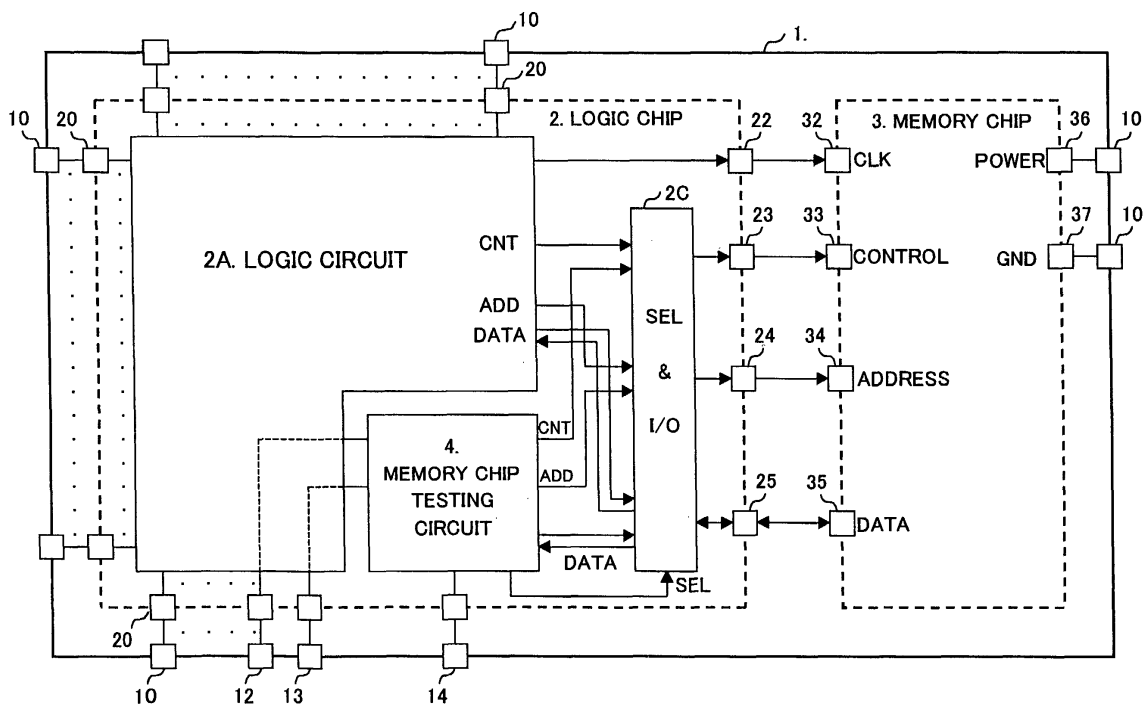 10
1.
20
10
20
2. LOGIC CHIP
22
32
3. MEMORY CHIP
36
10
CLK
POWER
2C
23
33
37
10
2A. LOGIC CIRCUIT
CNT
CONTROL
GND
ADD
SEL
DATA
24
34
&
ADDRESS
I/O
CNT
4.
MEMORY CHIP
TESTING
CIRCUIT
ADD
25
35
DATA
DATA
SEL
20
10
12
13
14